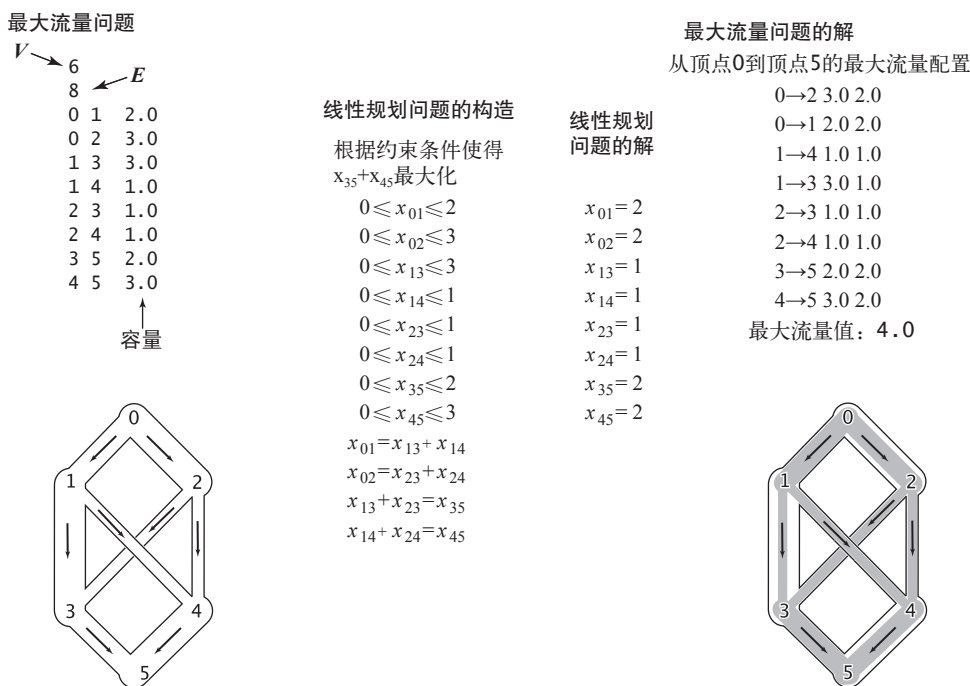 最大流量问题
V
6
8
E
0 1 2.0
0 2 3.0
1 3 3.0
1 4 1.0
2 3 1.0
2 4 1.0
3 5 2.0
4 5 3.0
容量
线性规划问题的构造
根据约束条件使得
x35+x45最大化
0≤x01≤2
0≤x02≤3
0≤x13≤3
0≤x14≤1
0≤x23≤1
0≤x24≤1
0≤x35≤2
0≤x45≤3
x01=x13+x14
x02=x23+x24
x13+x23=x35
x14+x24=x45
线性规划
问题的解
x01=2
x02=2
x13=1
x14=1
x23=1
x24=1
x35=2
x45=2
最大流量问题的解
从顶点0到顶点5的最大流量配置
0→2 3.0 2.0
0→1 2.0 2.0
1→4 1.0 1.0
1→3 3.0 1.0
2→3 1.0 1.0
2→4 1.0 1.0
3→5 2.0 2.0
4→5 3.0 2.0
最大流量值：4.0
0
1 2
3 4
5
0
1 2
3 4
5